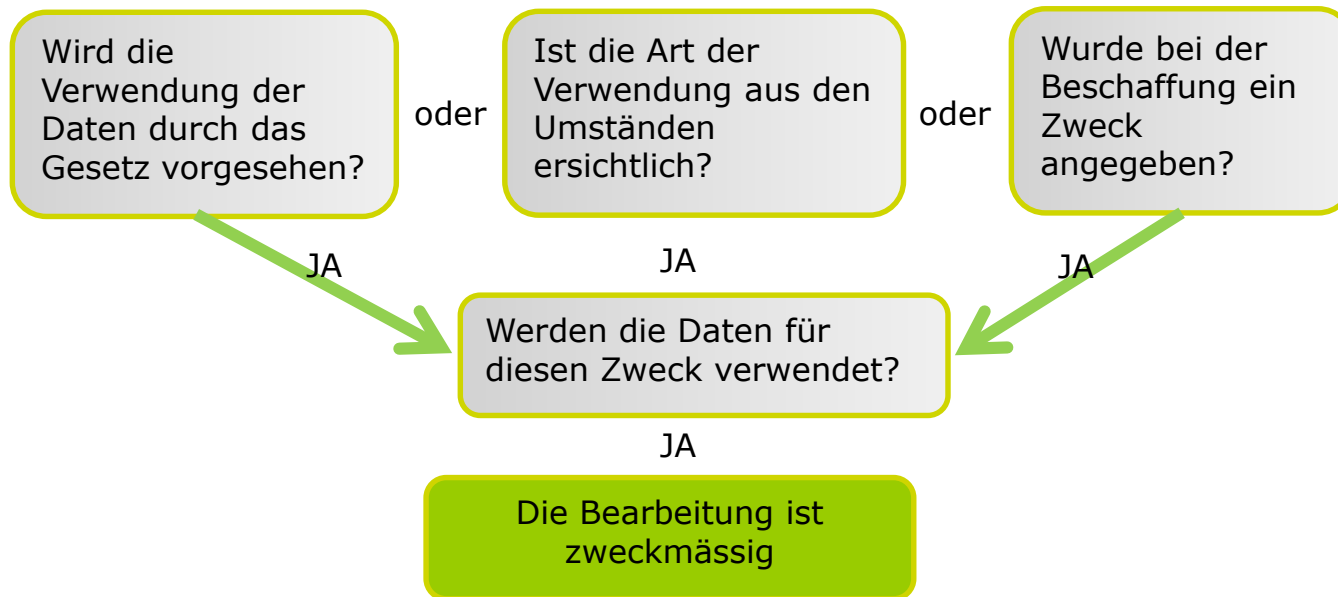 Wird die
Verwendung der
Daten durch das
Gesetz vorgesehen?
oder
Ist die Art der
Verwendung aus den
Umständen
ersichtlich?
oder
Wurde bei der
Beschaffung ein
Zweck
angegeben?
JA
JA
JA
Werden die Daten für
diesen Zweck verwendet?
JA
Die Bearbeitung ist
zweckmässig